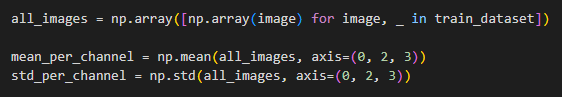 all_images = np.array([np.array(image) for image, _ in train_dataset])
mean_per_channel = np.mean(all_images, axis=(0, 2, 3))
std_per_channel = np.std(all_images, axis=(0, 2, 3))